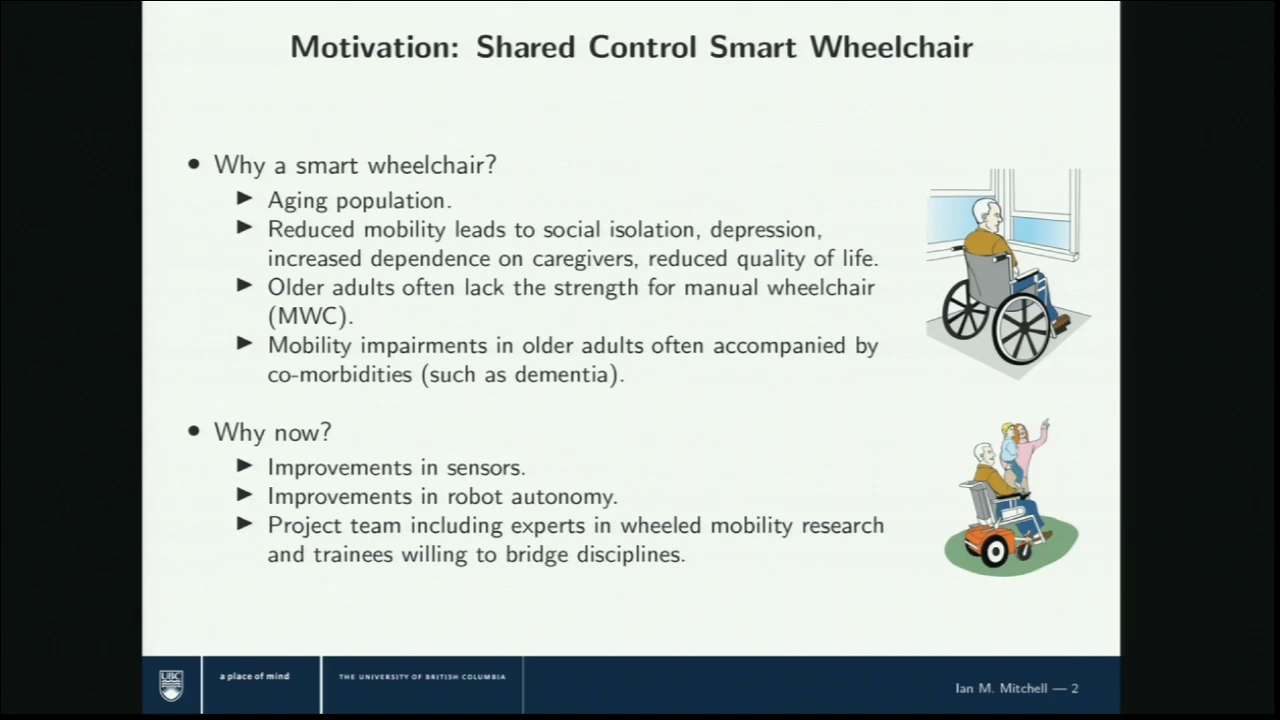 Motivation: Shared Control Smart Wheelchair
• Why a smart wheelchair?
▶ Aging population.
▶ Reduced mobility leads to social isolation, depression,
increased dependence on caregivers, reduced quality of life.
▶ Older adults often lack the strength for manual wheelchair
(MWC).
▶ Mobility impairments in older adults often accompanied by
co-morbidities (such as dementia).
• Why now?
▶ Improvements in sensors.
▶ Improvements in robot autonomy.
▶ Project team including experts in wheeled mobility research
and trainees willing to bridge disciplines.
UBC
a place of mind
THE UNIVERSITY OF BRITISH COLUMBIA
Ian M. Mitchell — 2